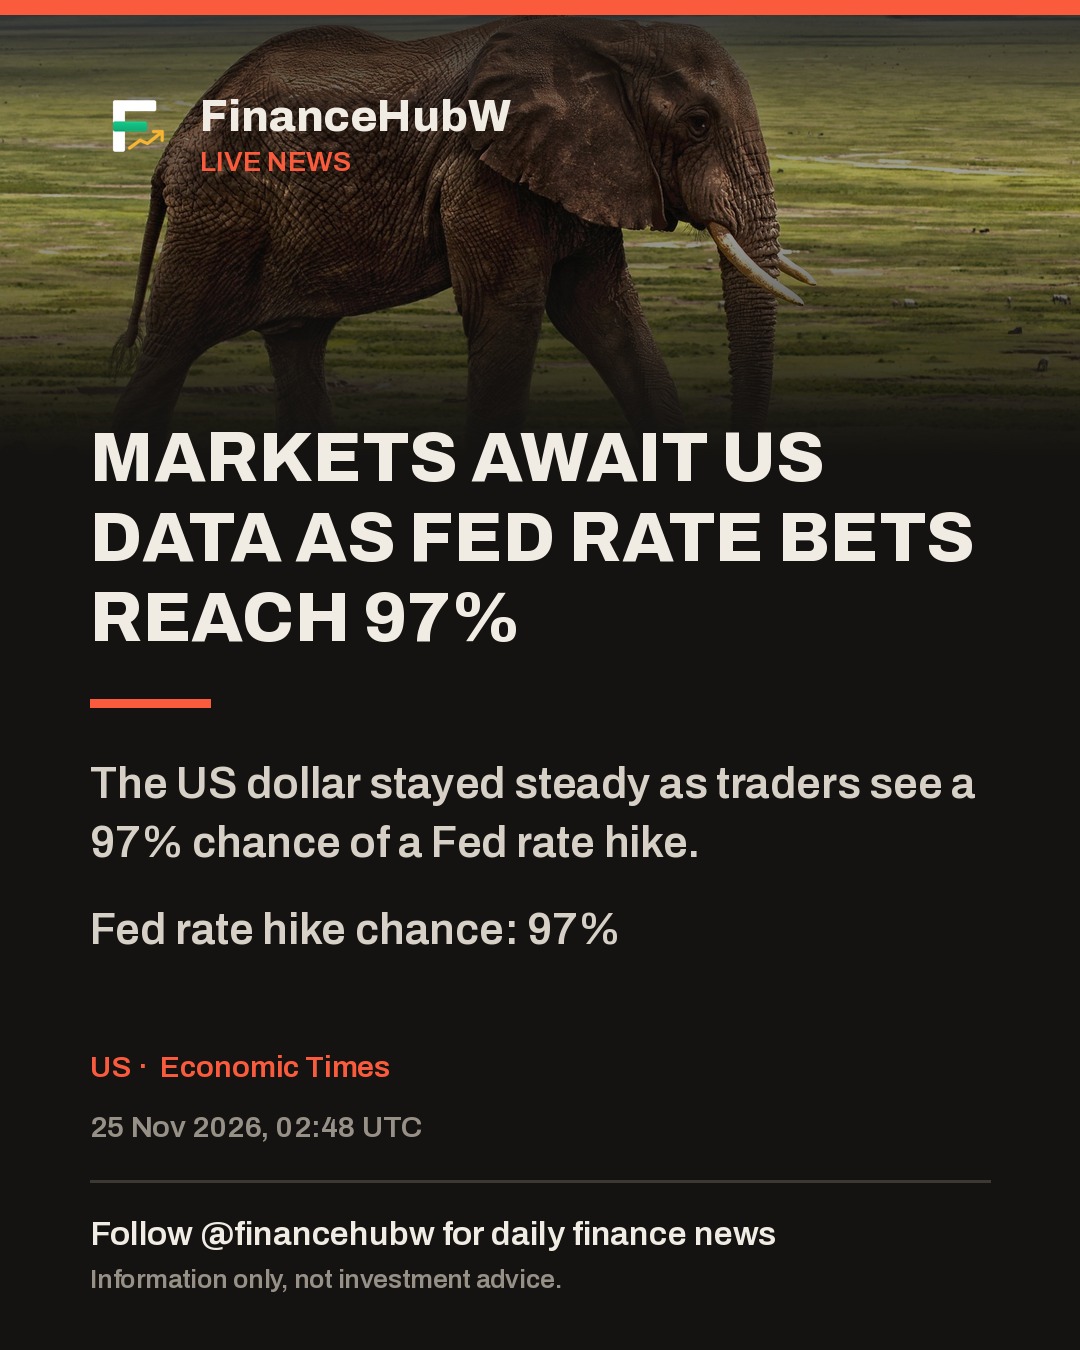 FinanceHubW
LIVE NEWS
MARKETS AWAIT US
DATA AS FED RATE BETS
REACH 97%
The US dollar stayed steady as traders see a
97% chance of a Fed rate hike.
Fed rate hike chance: 97%
US · Economic Times
25 Nov 2026, 02:48 UTC
Follow @financehubw for daily finance news
Information only, not investment advice.